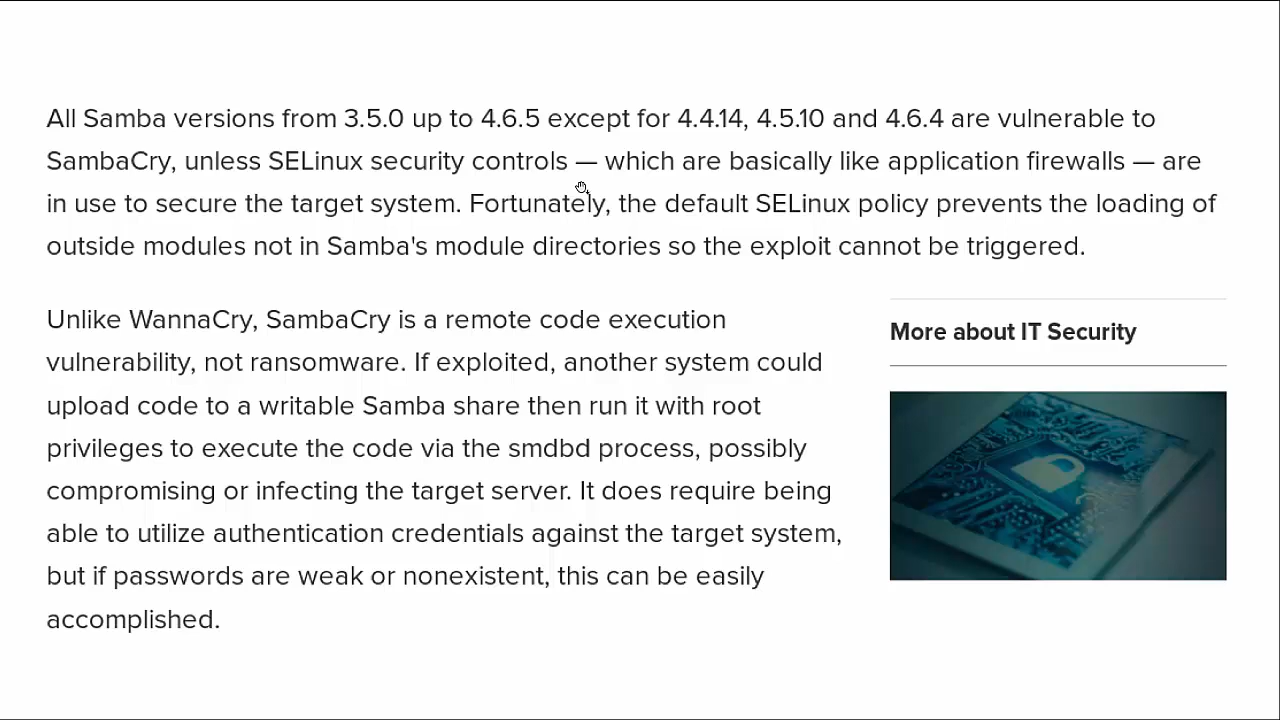 All Samba versions from 3.5.0 up to 4.6.5 except for 4.4.14, 4.5.10 and 4.6.4 are vulnerable to
SambaCry, unless SELinux security controls — which are basically like application firewalls — are
in use to secure the target system. Fortunately, the default SELinux policy prevents the loading of
outside modules not in Samba's module directories so the exploit cannot be triggered.
Unlike WannaCry, SambaCry is a remote code execution
vulnerability, not ransomware. If exploited, another system could
upload code to a writable Samba share then run it with root
privileges to execute the code via the smdbd process, possibly
compromising or infecting the target server. It does require being
able to utilize authentication credentials against the target system,
but if passwords are weak or nonexistent, this can be easily
accomplished.
More about IT Security